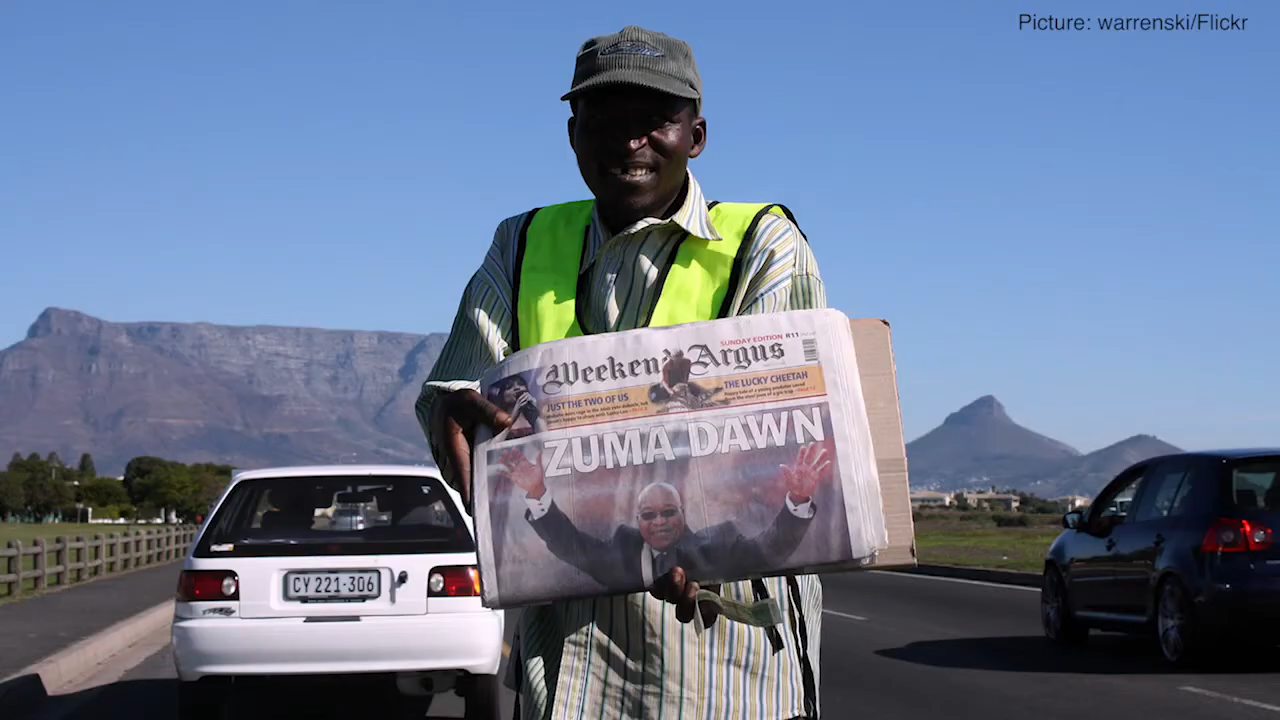 Picture: warrenski/Flickr
SUNDAY EDITION R11
Weekend Argus
JUST THE TWO OF US
THE LUCKY CHEETAH
ZUMA DAWN
CY 221-306